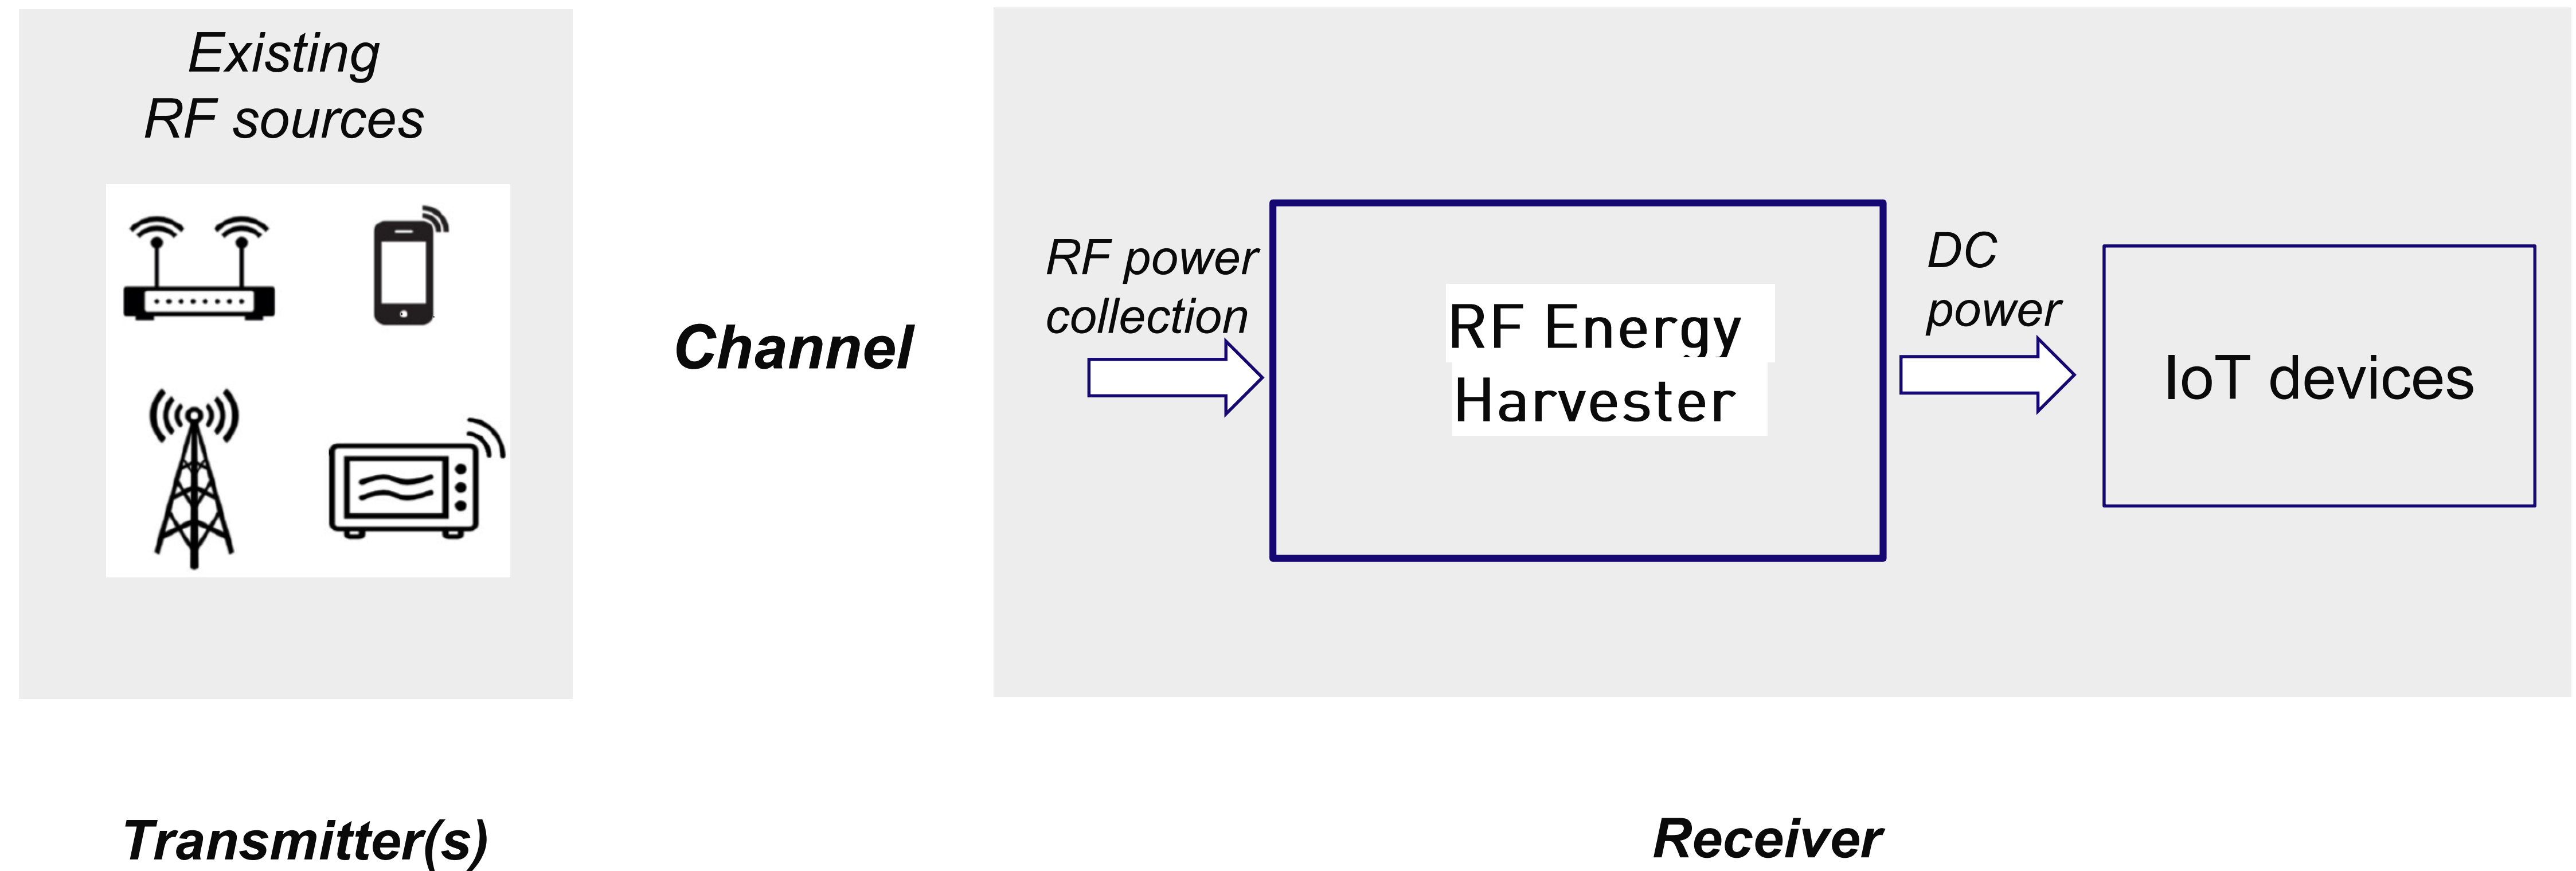 Existing
RF sources
Channel
RF power
collection
RF Energy
Harvester
DC
power
IoT devices
Transmitter(s)
Receiver